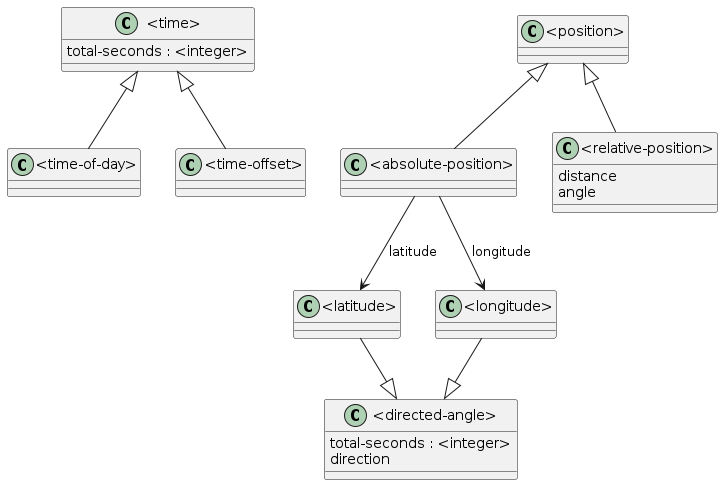 C <time>
total-seconds : <integer>
C <position>
C <time-of-day>
C <time-offset>
C <absolute-position>
C <relative-position>
distance
angle
latitude
longitude
C <latitude>
C <longitude>
C <directed-angle>
total-seconds : <integer>
direction